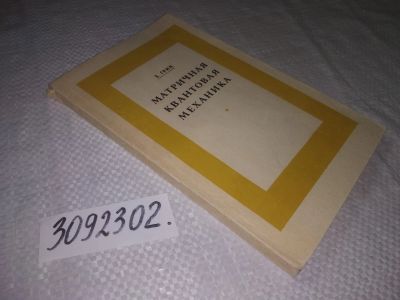 Х. ГРИН
МАТРИЧНАЯ
КВАНТОВАЯ
МЕХАНИКА
3092302.